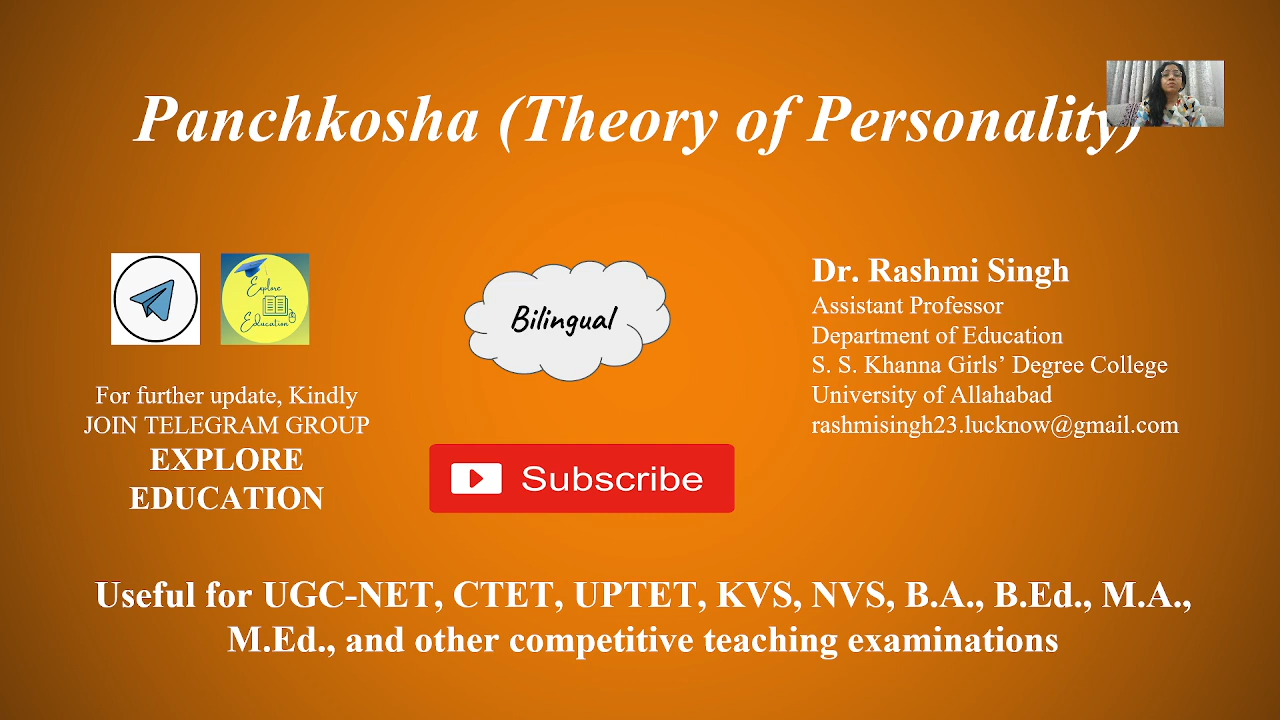 Panchkosha (Theory of Personality)
Explore
Education
For further update, Kindly
JOIN TELEGRAM GROUP
EXPLORE
EDUCATION
Bilingual
Subscribe
Dr. Rashmi Singh
Assistant Professor
Department of Education
S. S. Khanna Girls’ Degree College
University of Allahabad
rashmisingh23.lucknow@gmail.com
Useful for UGC-NET, CTET, UPTET, KVS, NVS, B.A., B.Ed., M.A.,
M.Ed., and other competitive teaching examinations